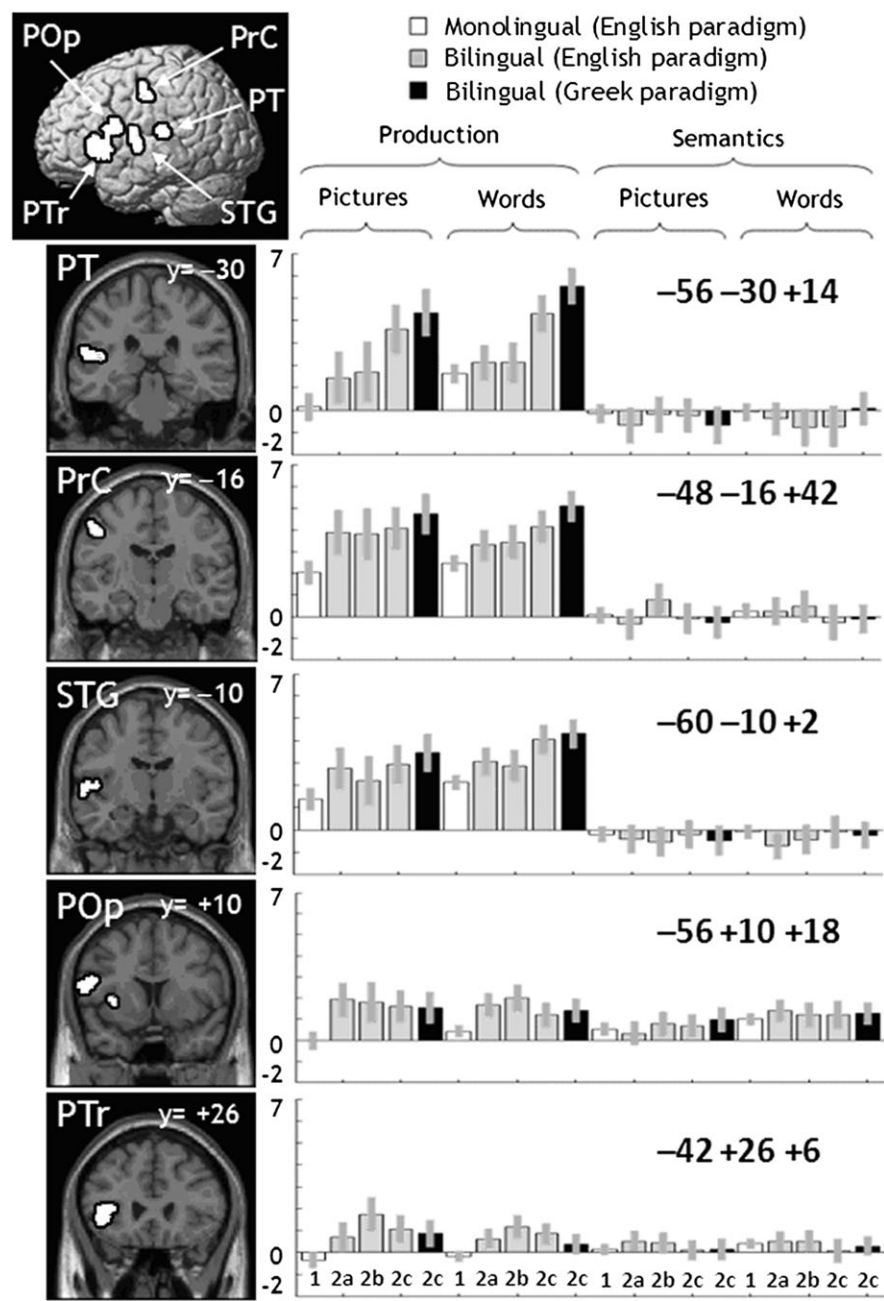 POp PrC
PT
PTr STG
Monolingual (English paradigm)
Bilingual (English paradigm)
Bilingual (Greek paradigm)
Production Semantics
Pictures Words Pictures Words
PT y= −30
7
0
-2
−56 −30 +14
PrC y= −16
7
0
-2
−48 −16 +42
STG y= −10
7
0
-2
−60 −10 +2
POp y= +10
7
0
-2
−56 +10 +18
PTr y= +26
7
0
-2
−42 +26 +6
1 2a 2b 2c 2c 1 2a 2b 2c 2c 1 2a 2b 2c 2c 1 2a 2b 2c 2c